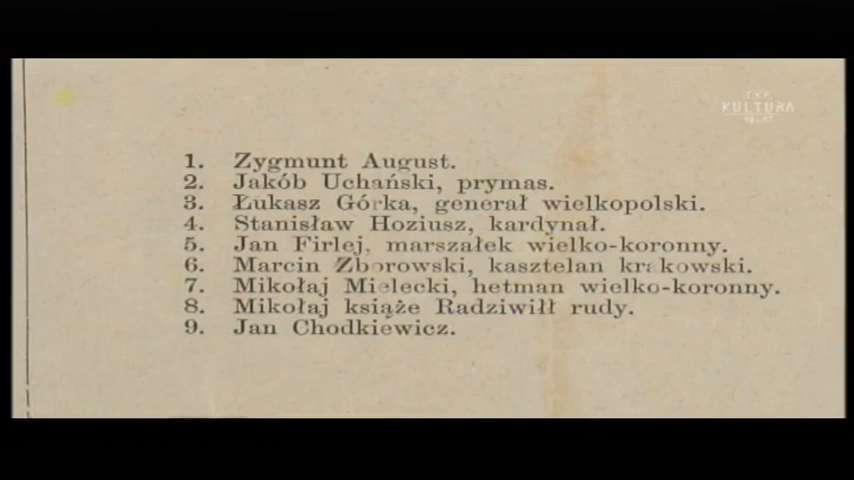 TVP
KULTURA
1. Zygmunt August.
2. Jakób Uchański, prymas.
3. Łukasz Górka, generał wielkopolski.
4. Stanisław Hoziusz, kardynał.
5. Jan Firlej, marszałek wielko-koronny.
6. Marcin Zborowski, kasztelan krakowski.
7. Mikołaj Mielecki, hetman wielko-koronny.
8. Mikołaj książe Radziwiłł rudy.
9. Jan Chodkiewicz.